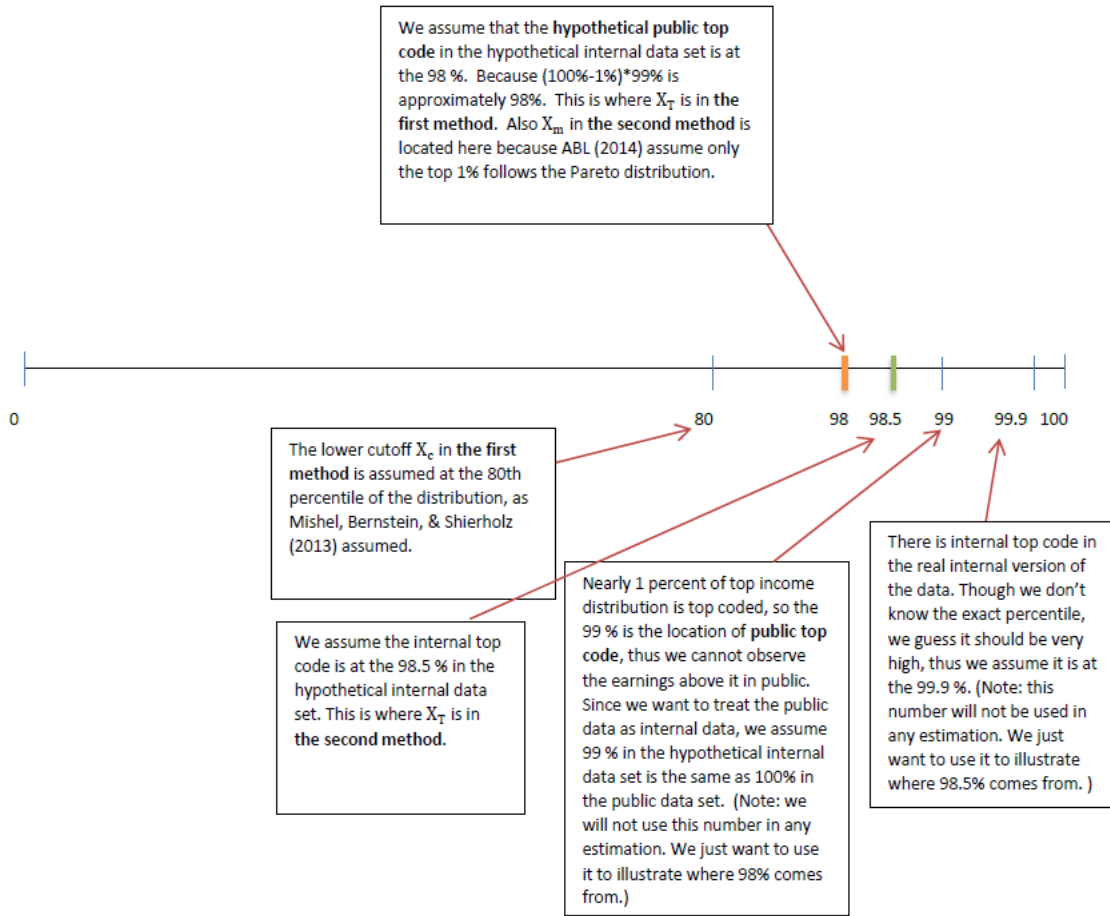 We assume that the hypothetical public top
code in the hypothetical internal data set is at
the 98 %.  Because (100%-1%)*99% is
approximately 98%.  This is where X_T is in the
first method.  Also X_m in the second method is
located here because ABL (2014) assume only
the top 1% follows the Pareto distribution.
0
80
98
98.5
99
99.9
100
The lower cutoff X_c in the first
method is assumed at the 80th
percentile of the distribution, as
Mishel, Bernstein, & Shierholz
(2013) assumed.
We assume the internal top
code is at the 98.5 % in the
hypothetical internal data
set. This is where X_T is in
the second method.
Nearly 1 percent of top income
distribution is top coded, so the
99 % is the location of public top
code, thus we cannot observe
the earnings above it in public.
Since we want to treat the public
data as internal data, we assume
99 % in the hypothetical internal
data set is the same as 100% in
the public data set.  (Note: we
will not use this number in any
estimation. We just want to use
it to illustrate where 98% comes
from.)
There is internal top code in
the real internal version of
the data. Though we don't
know the exact percentile,
we guess it should be very
high, thus we assume it is at
the 99.9 %. (Note: this
number will not be used in
any estimation. We just
want to use it to illustrate
where 98.5% comes from. )